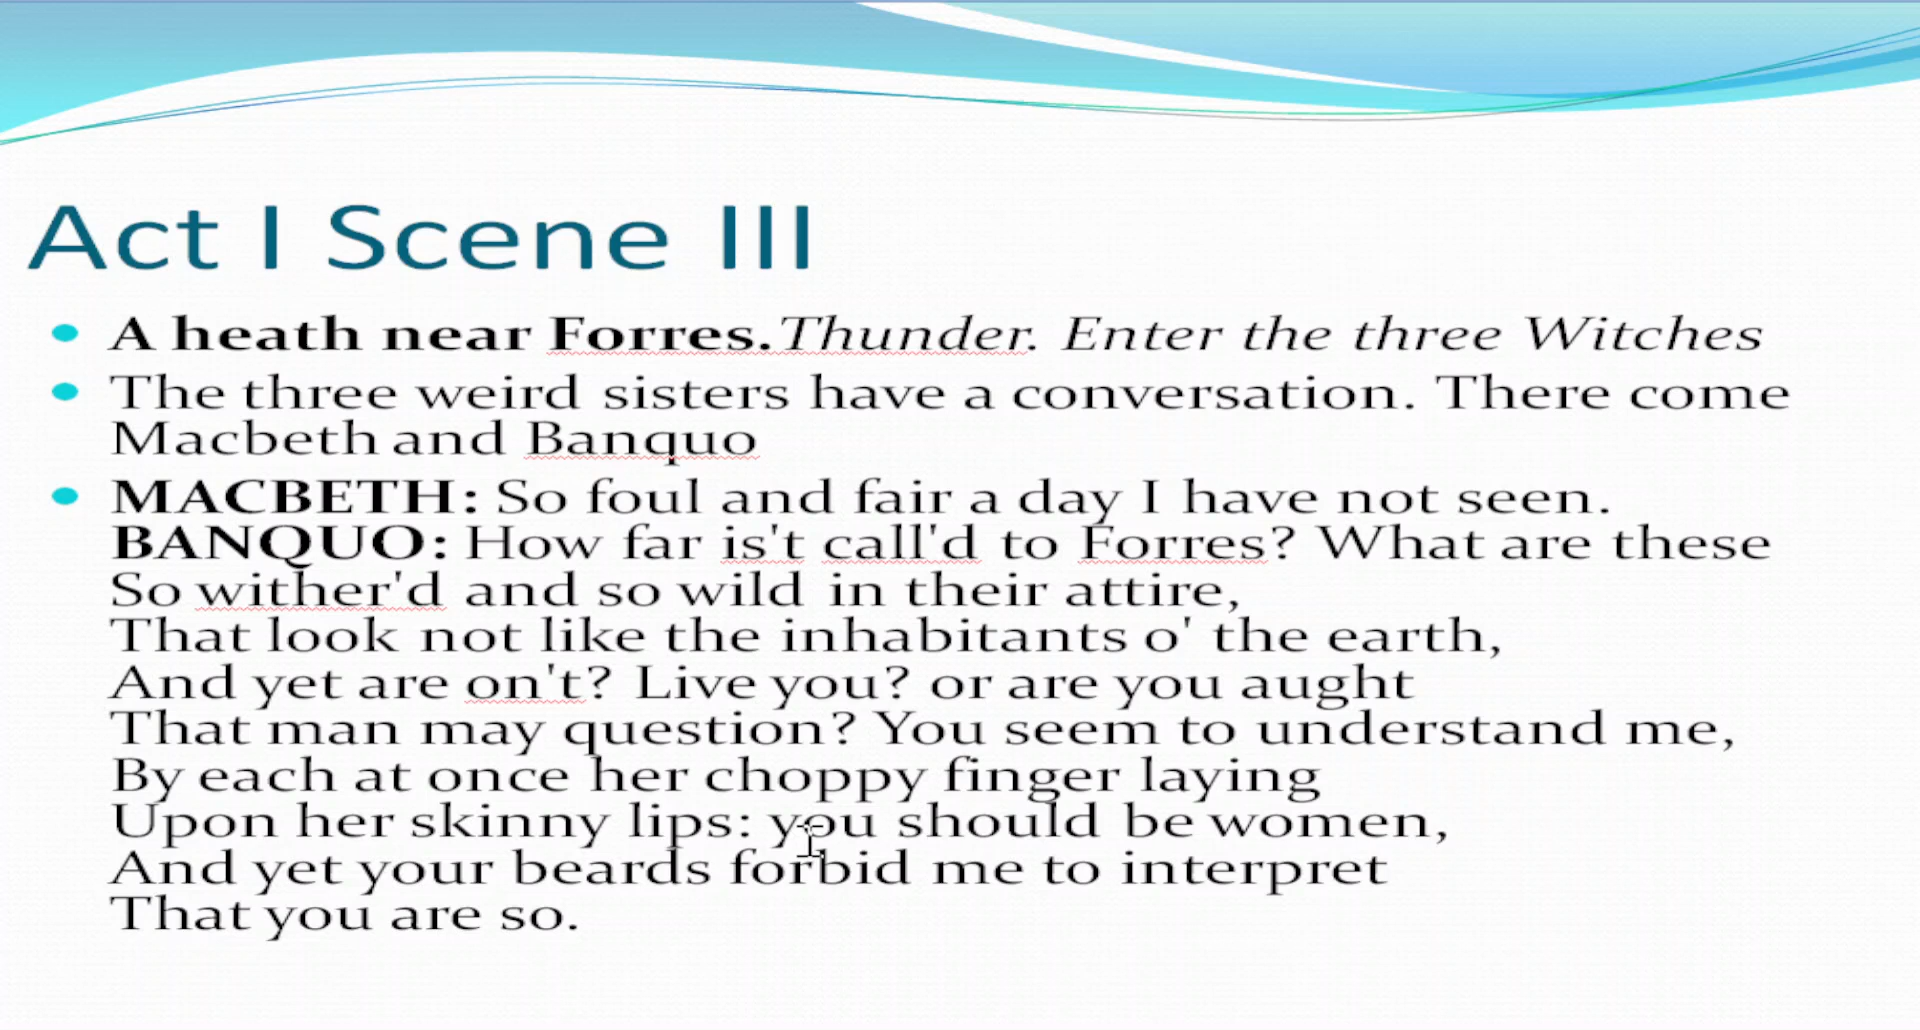 Act I Scene III
A heath near Forres.Thunder. Enter the three Witches
The three weird sisters have a conversation. There come
Macbeth and Banquo
MACBETH: So foul and fair a day I have not seen.
BANQUO: How far is't call'd to Forres? What are these
So wither'd and so wild in their attire,
That look not like the inhabitants o' the earth,
And yet are on't? Live you? or are you aught
That man may question? You seem to understand me,
By each at once her choppy finger laying
Upon her skinny lips: you should be women,
And yet your beards forbid me to interpret
That you are so.